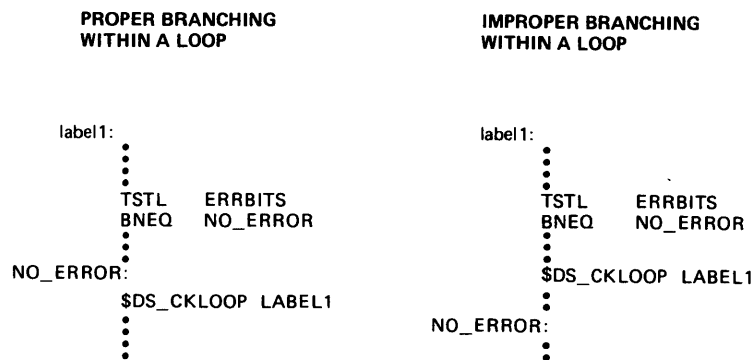 PROPER BRANCHING
WITHIN A LOOP
label1:
TSTL ERRBITS
BNEQ NO_ERROR
NO_ERROR:
$DS_CKLOOP LABEL1
IMPROPER BRANCHING
WITHIN A LOOP
label1:
TSTL ERRBITS
BNEQ NO_ERROR
$DS_CKLOOP LABEL1
NO_ERROR: